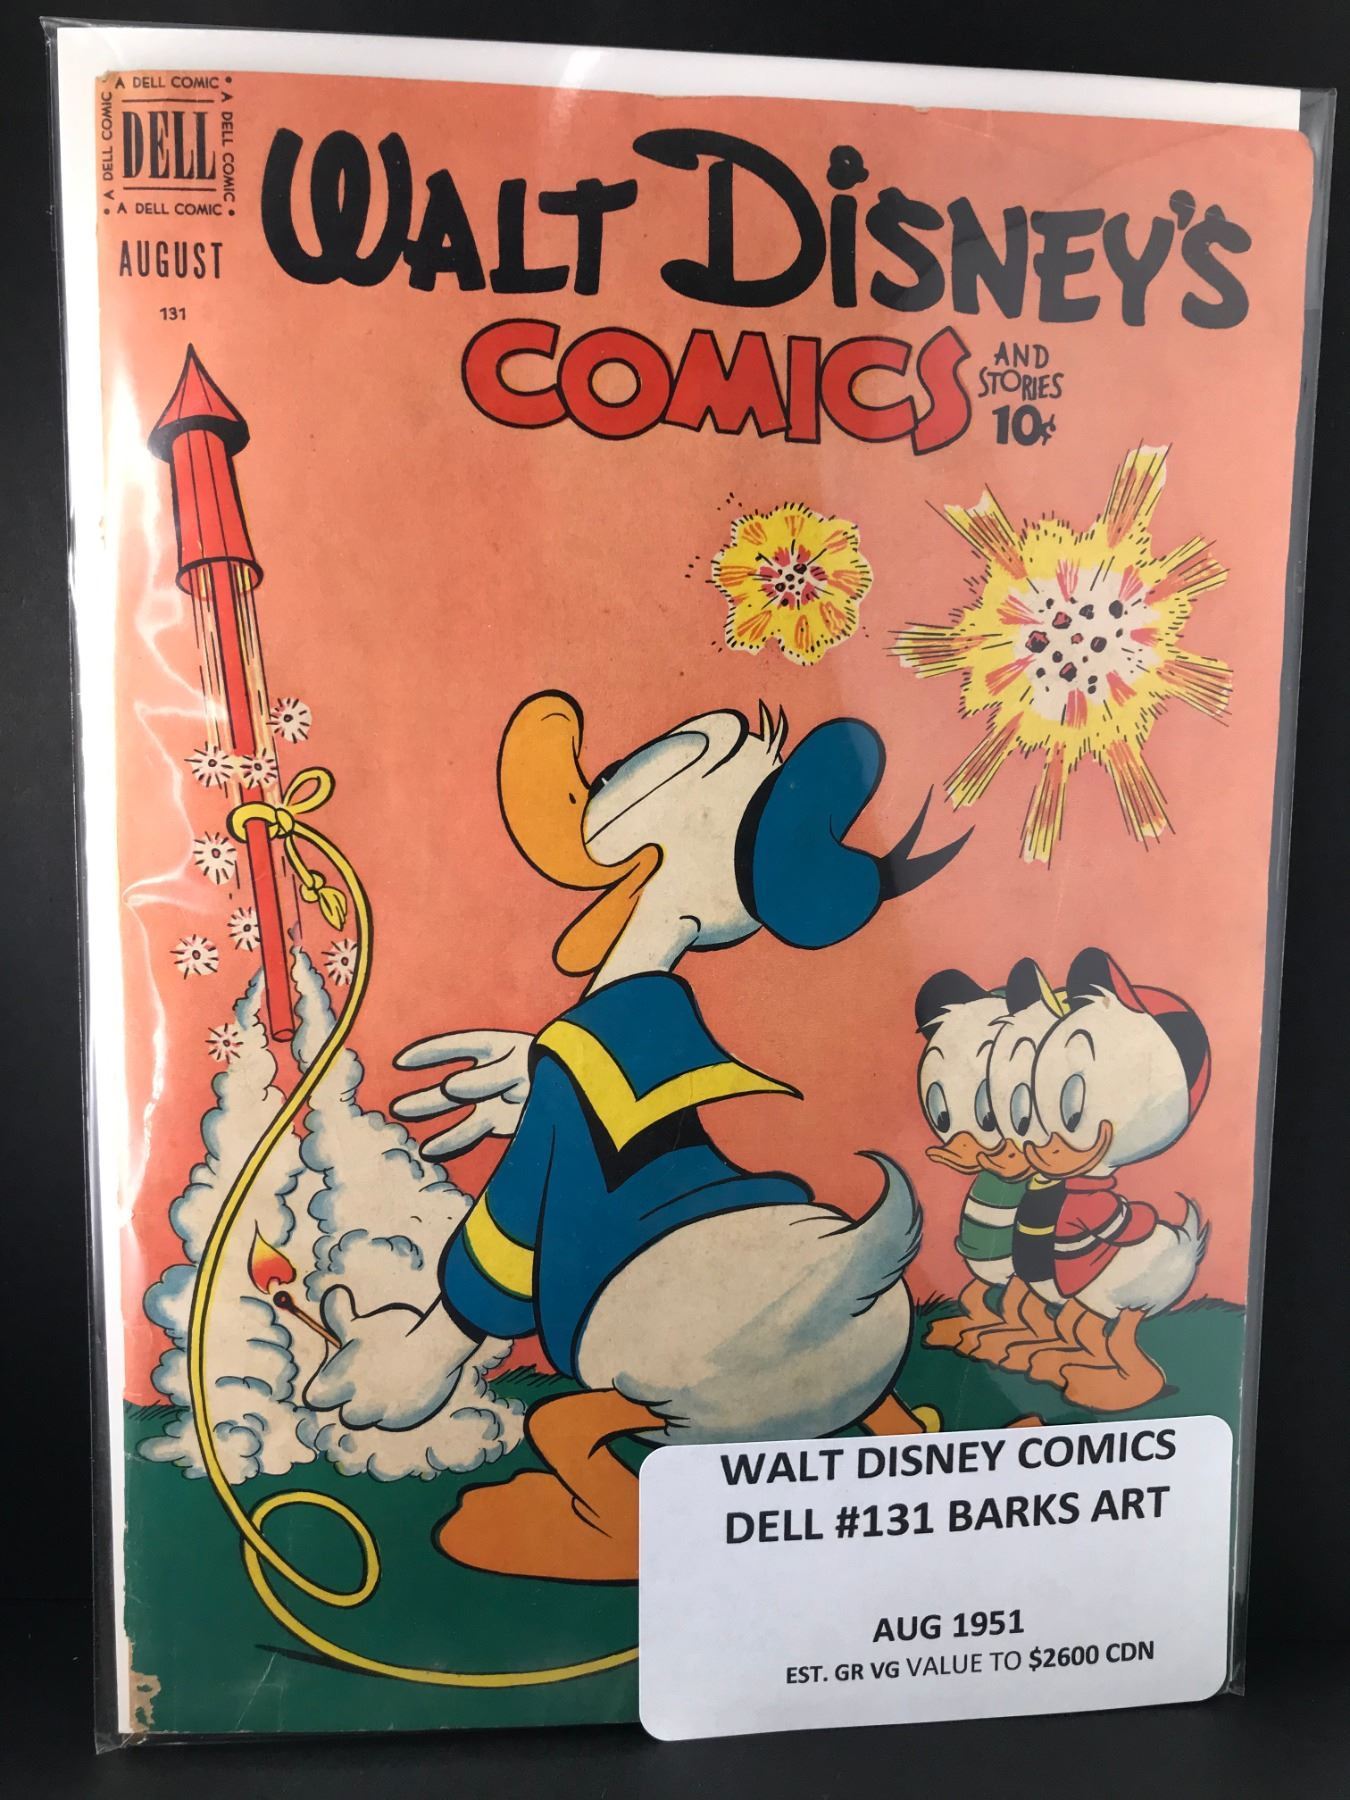 A DELL COMIC
A DELL COMIC
DELL
A DELL COMIC
A DELL COMIC
AUGUST
131
WALT DISNEY'S
COMICS
AND
STORIES
10¢
WALT DISNEY COMICS
DELL #131 BARKS ART
AUG 1951
EST. GR VG VALUE TO $2600 CDN